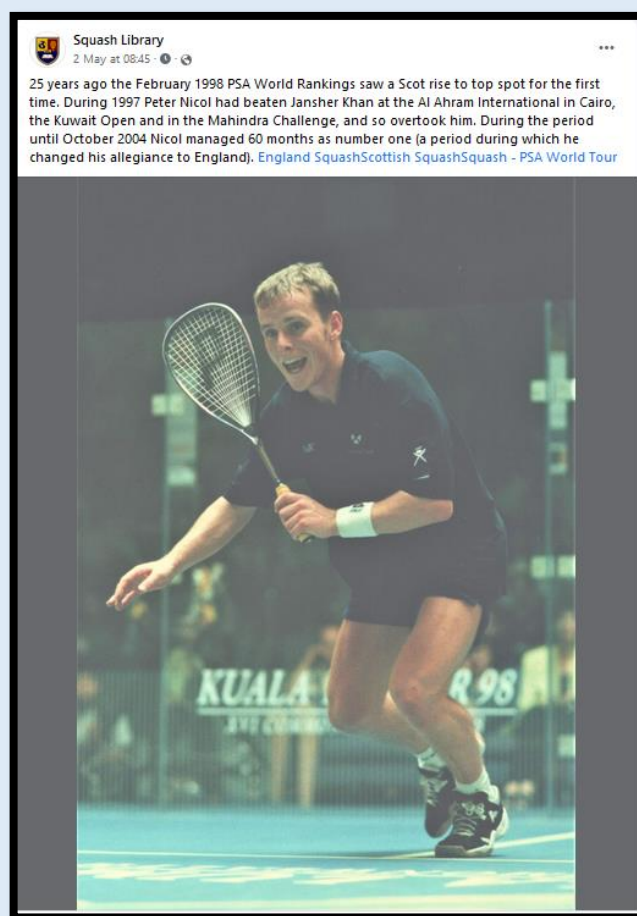 Squash Library
2 May at 08:45
25 years ago the February 1998 PSA World Rankings saw a Scot rise to top spot for the first
time. During 1997 Peter Nicol had beaten Jansher Khan at the Al Ahram International in Cairo,
the Kuwait Open and in the Mahindra Challenge, and so overtook him. During the period
until October 2004 Nicol managed 60 months as number one (a period during which he
changed his allegiance to England). England SquashScottish SquashSquash - PSA World Tour
KUALA R 98